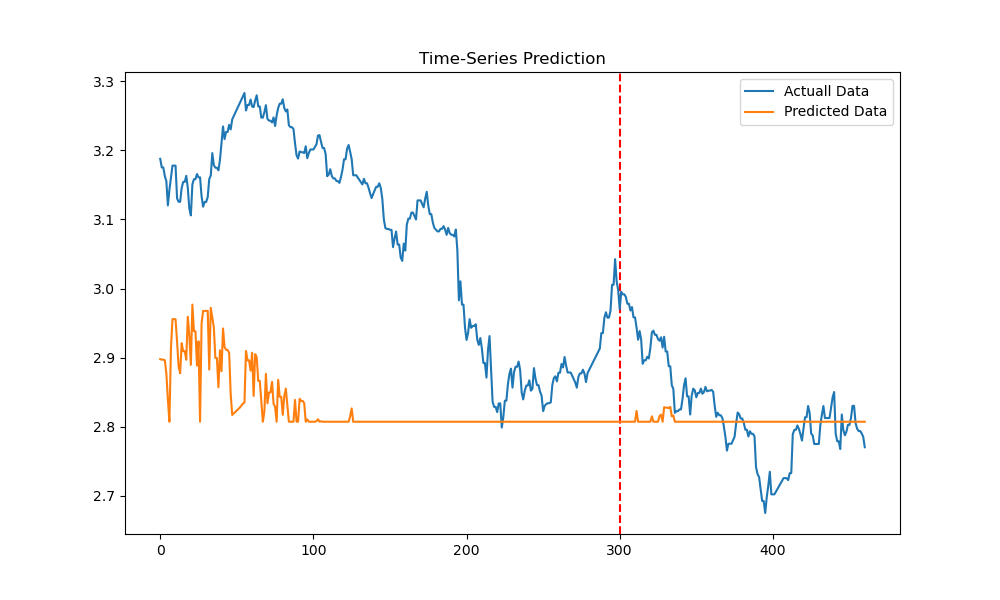 Time-Series Prediction
Actuall Data
Predicted Data
3.3
3.2
3.1
3.0
2.9
2.8
2.7
0 100 200 300 400